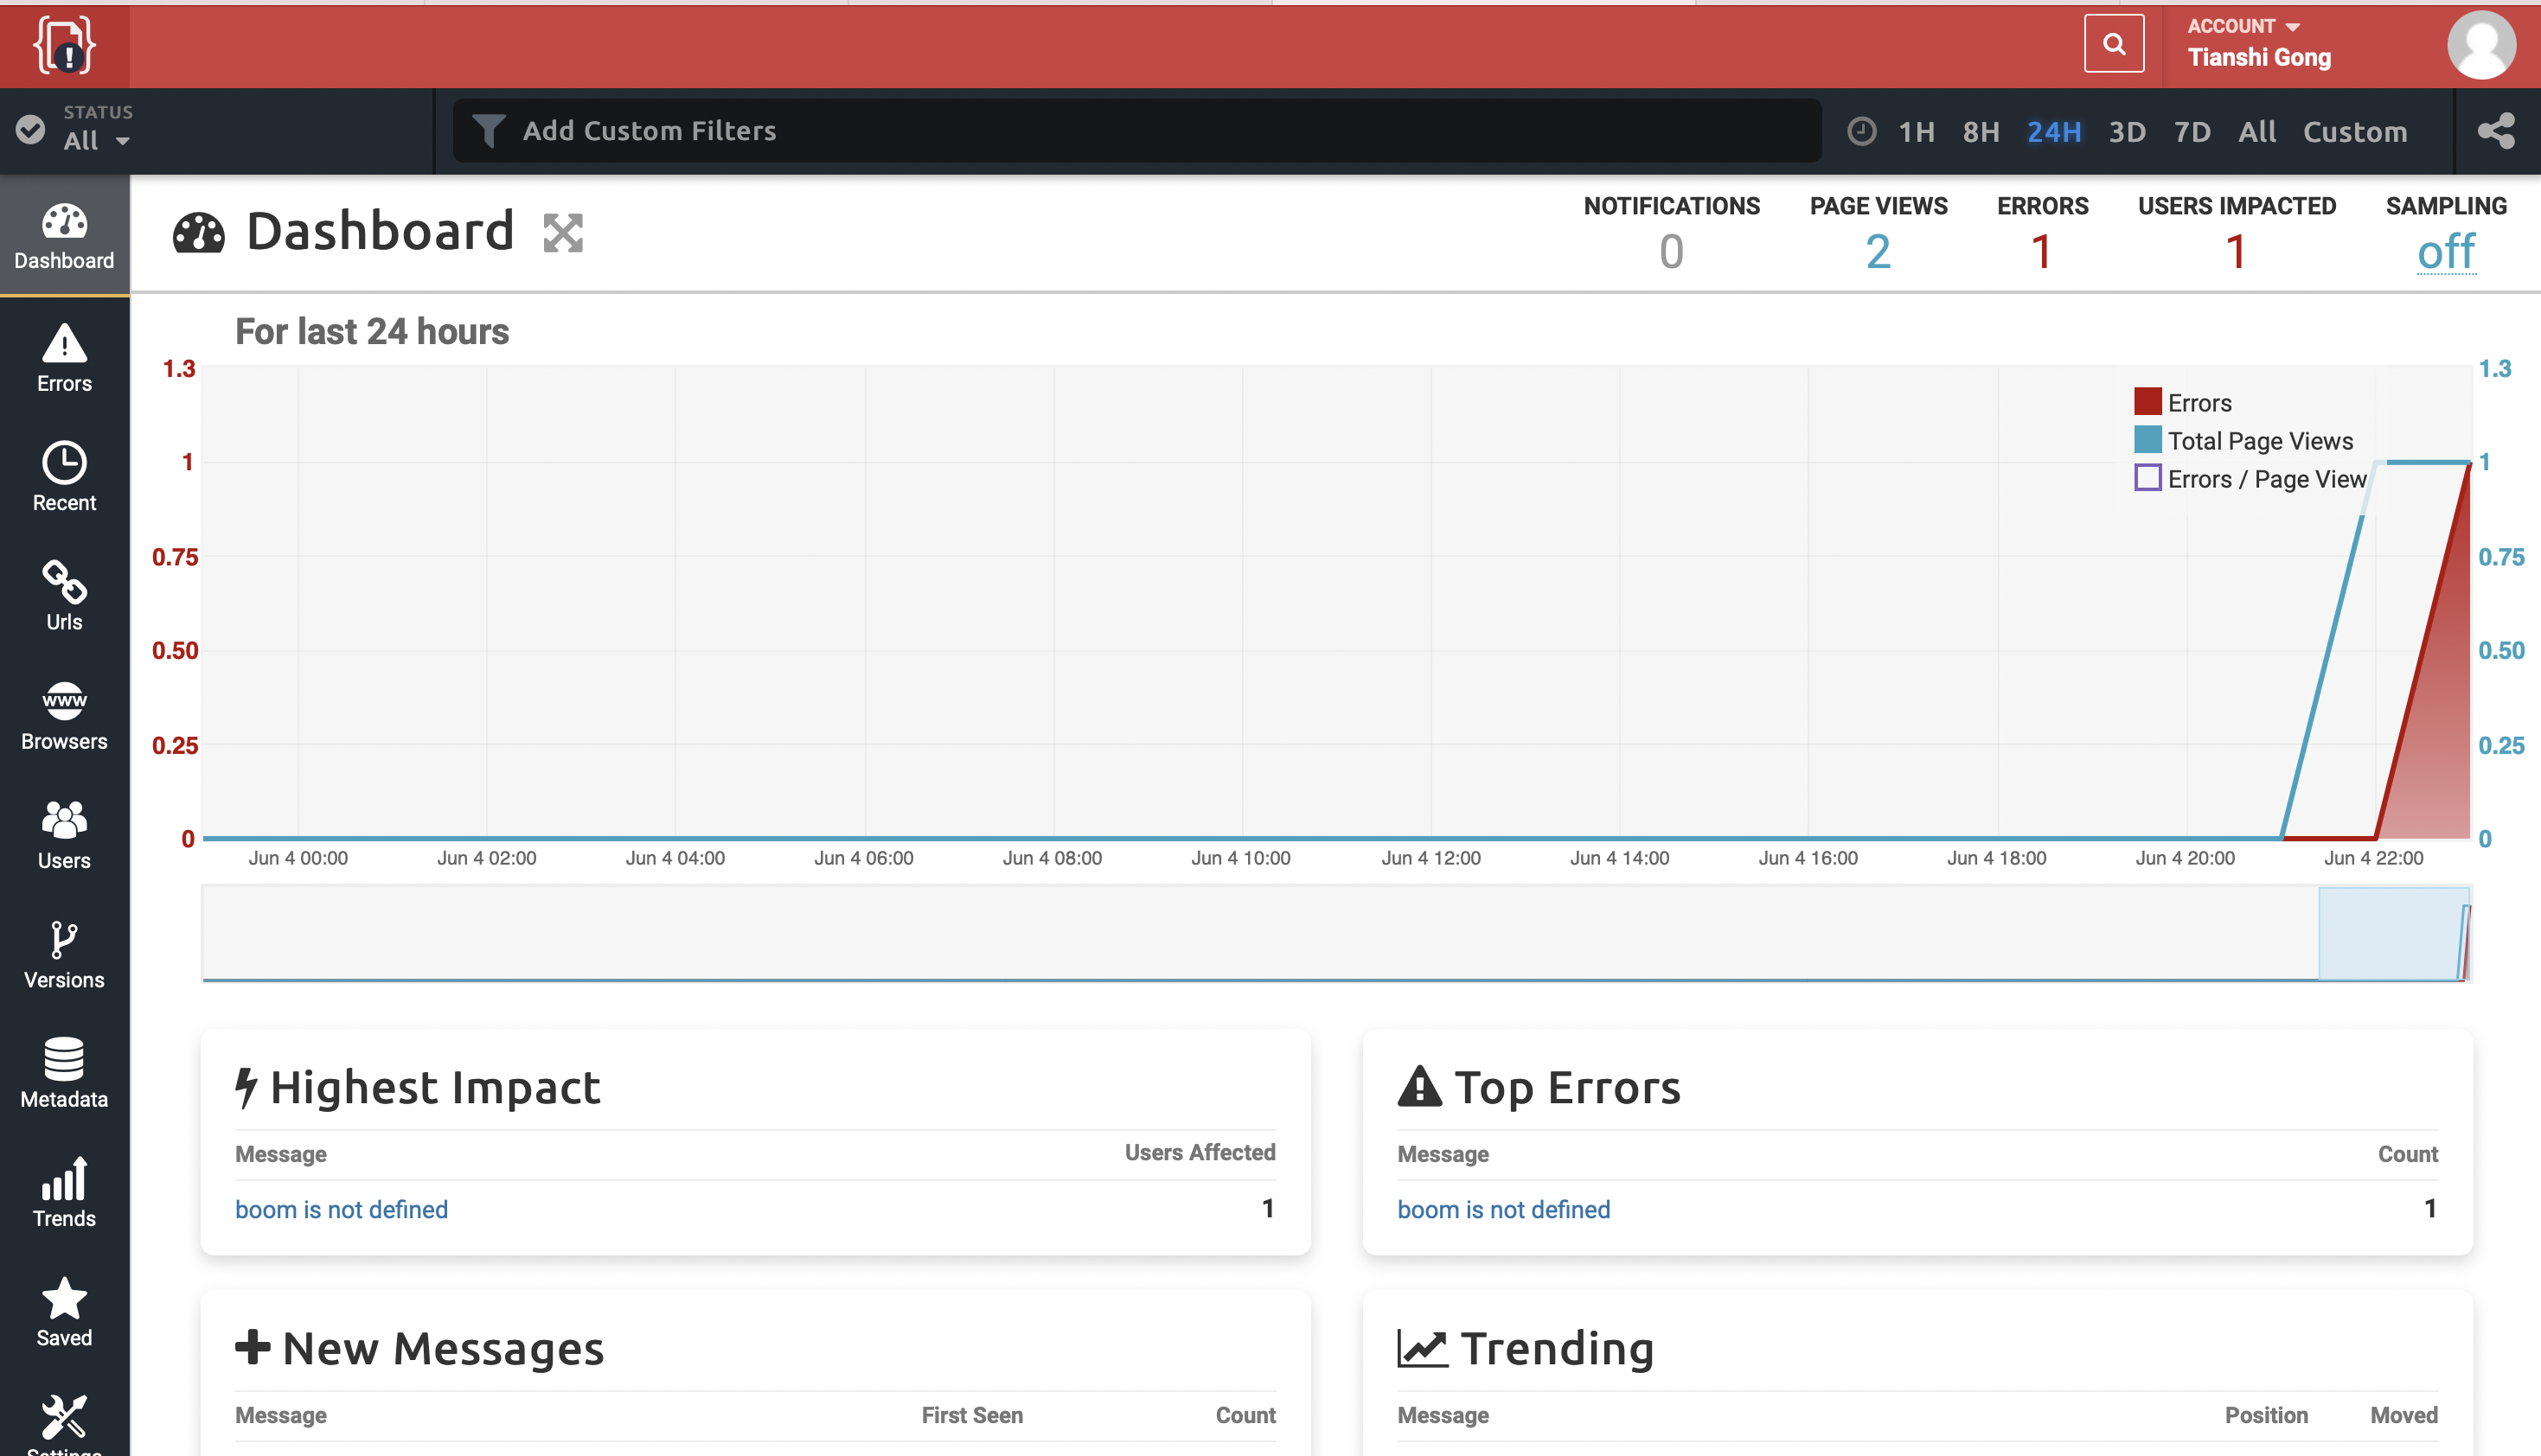 ACCOUNT
Tianshi Gong
STATUS
All
Add Custom Filters
1H 8H 24H 3D 7D All Custom
Dashboard
Errors
Recent
Urls
www
Browsers
Users
Versions
Metadata
Trends
Saved
Settings
Dashboard
NOTIFICATIONS
0
PAGE VIEWS
2
ERRORS
1
USERS IMPACTED
1
SAMPLING
off
For last 24 hours
1.3
1
0.75
0.50
0.25
0
Errors
Total Page Views
Errors / Page View
1.3
1
0.75
0.50
0.25
0
Jun 4 00:00 Jun 4 02:00 Jun 4 04:00 Jun 4 06:00 Jun 4 08:00 Jun 4 10:00 Jun 4 12:00 Jun 4 14:00 Jun 4 16:00 Jun 4 18:00 Jun 4 20:00 Jun 4 22:00
Highest Impact
Message Users Affected
boom is not defined 1
Top Errors
Message Count
boom is not defined 1
New Messages
Message First Seen Count
Trending
Message Position Moved